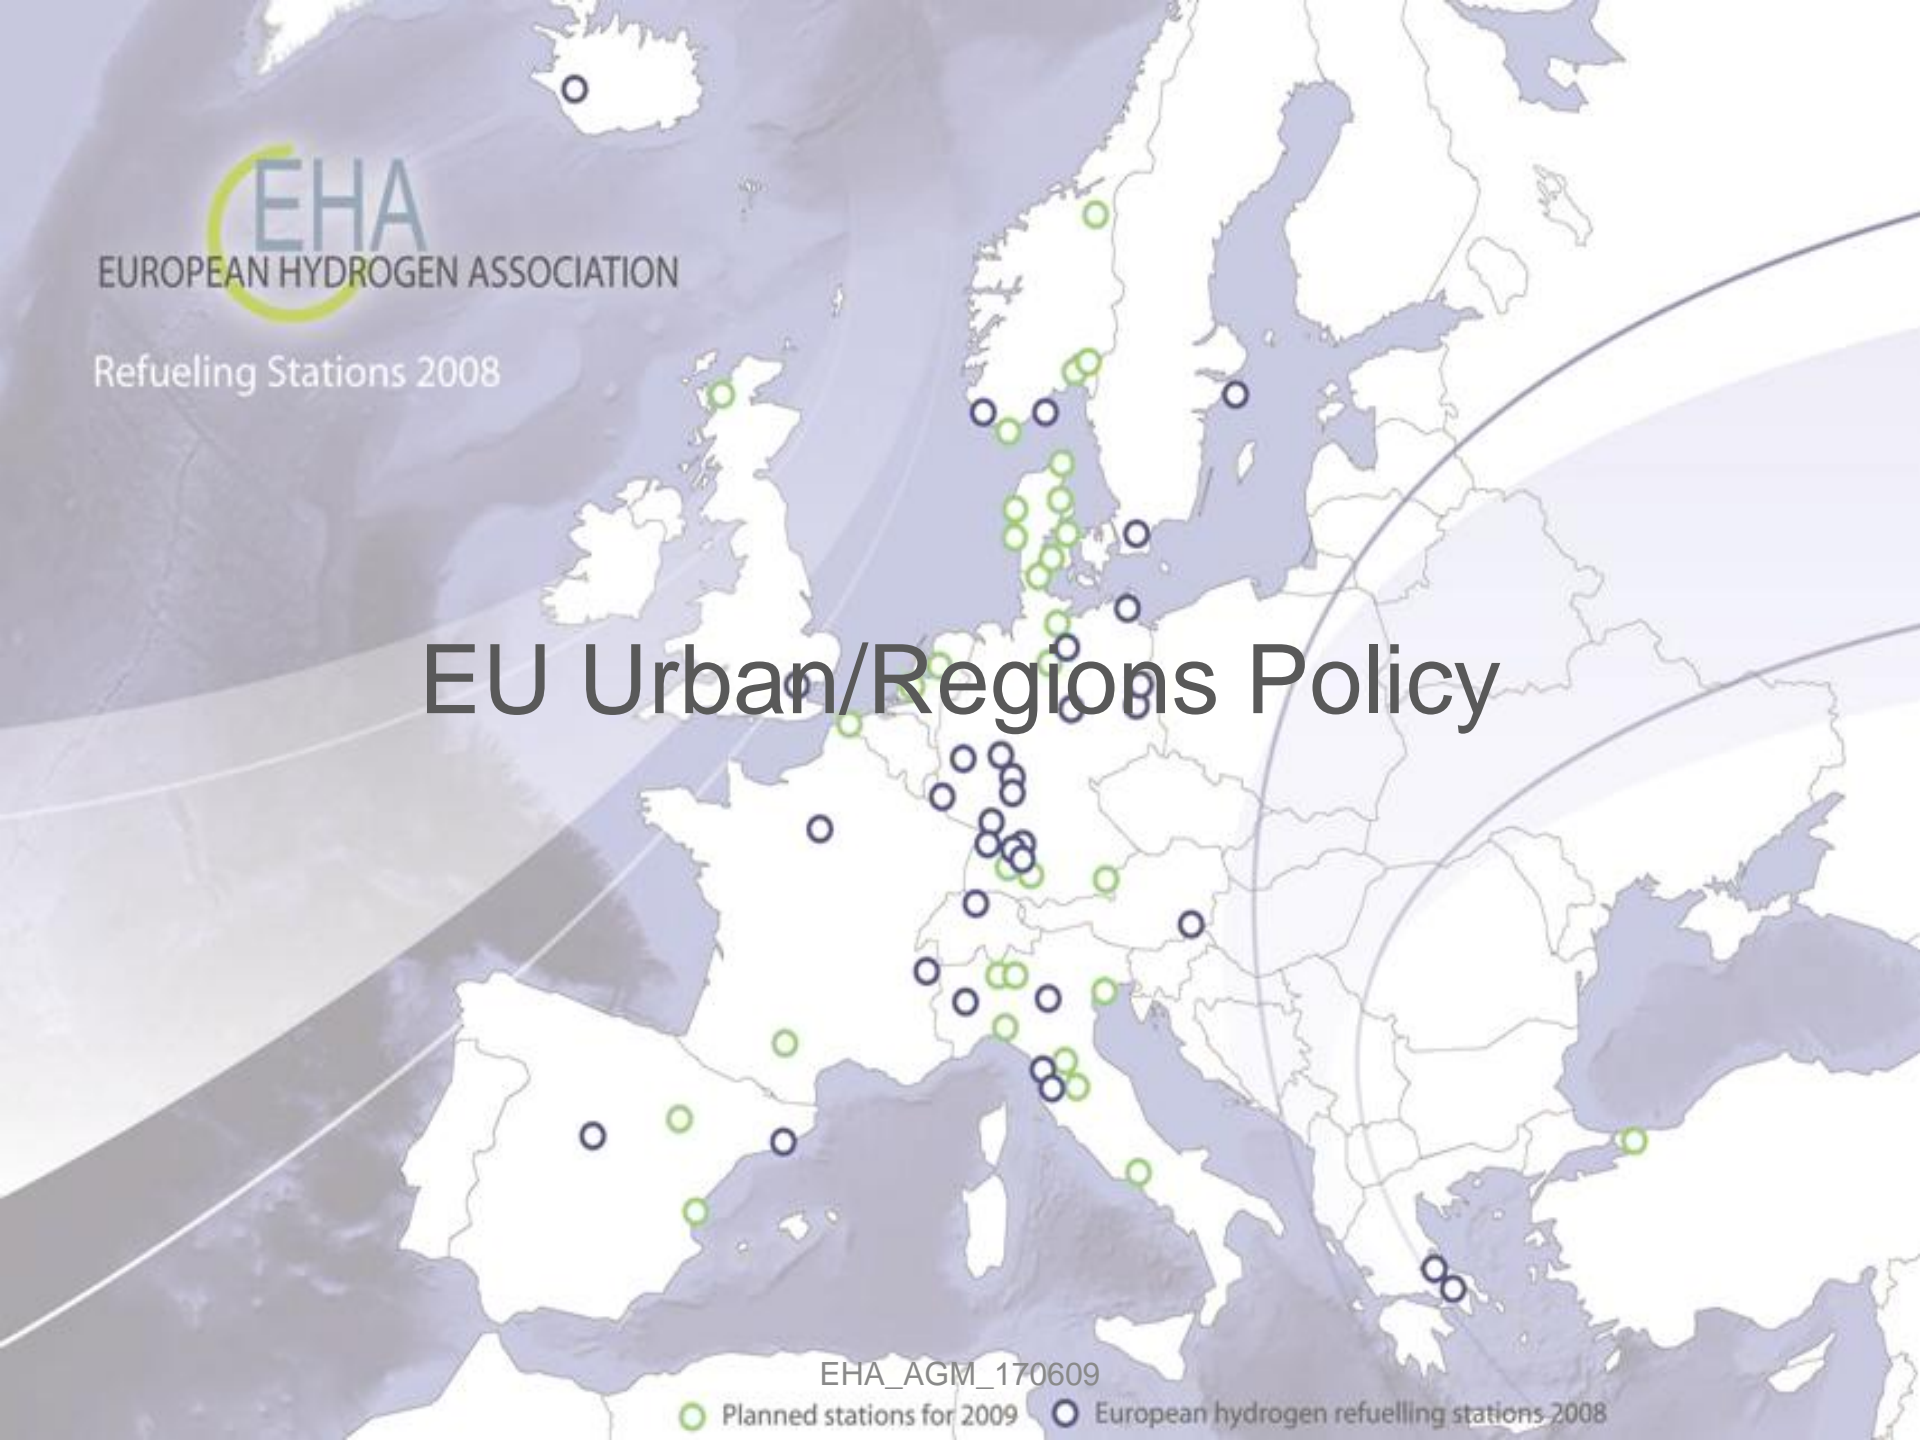 EHA
EUROPEAN HYDROGEN ASSOCIATION
Refueling Stations 2008
EU Urban/Regions Policy
EHA_AGM_170609
Planned stations for 2009
European hydrogen refuelling stations 2008